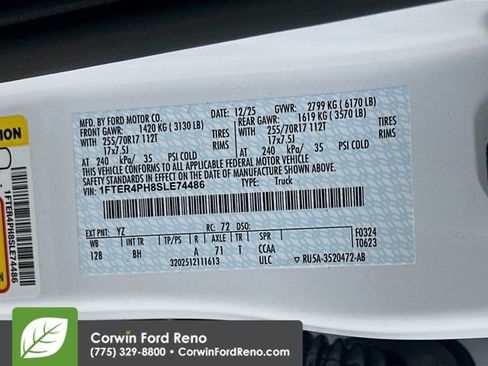 MFD. BY FORD MOTOR CO.
DATE: 12/25 GVWR: 2799 KG ( 6170 LB)
FRONT GAWR: 1420 KG ( 3130 LB) REAR GAWR: 1619 KG ( 3570 LB)
WITH 255/70R17 112T WITH 255/70R17 112T
17x7.5J 17x7.5J
AT 240 kPa/ 35 PSI COLD AT 240 kPa/ 35 PSI COLD
THIS VEHICLE CONFORMS TO ALL APPLICABLE FEDERAL MOTOR VEHICLE
SAFETY AND THEFT PREVENTION STANDARDS IN EFFECT ON THE DATE OF MANUFACTURE SHOWN ABOVE.
VIN: 1FTER4PH8SLE74486 TYPE: Truck
EXT PNT: YZ RC: 72 DSO:
WB INT TR TP/PS R AXLE TR SPR
128 BH A 71 T CCAA
3202512111613 ULC
F0324
T0623
RU5A-3520472-AB
1FTER4PH8SLE74486
Corwin Ford Reno
(775) 329-8800 • CorwinFordReno.com